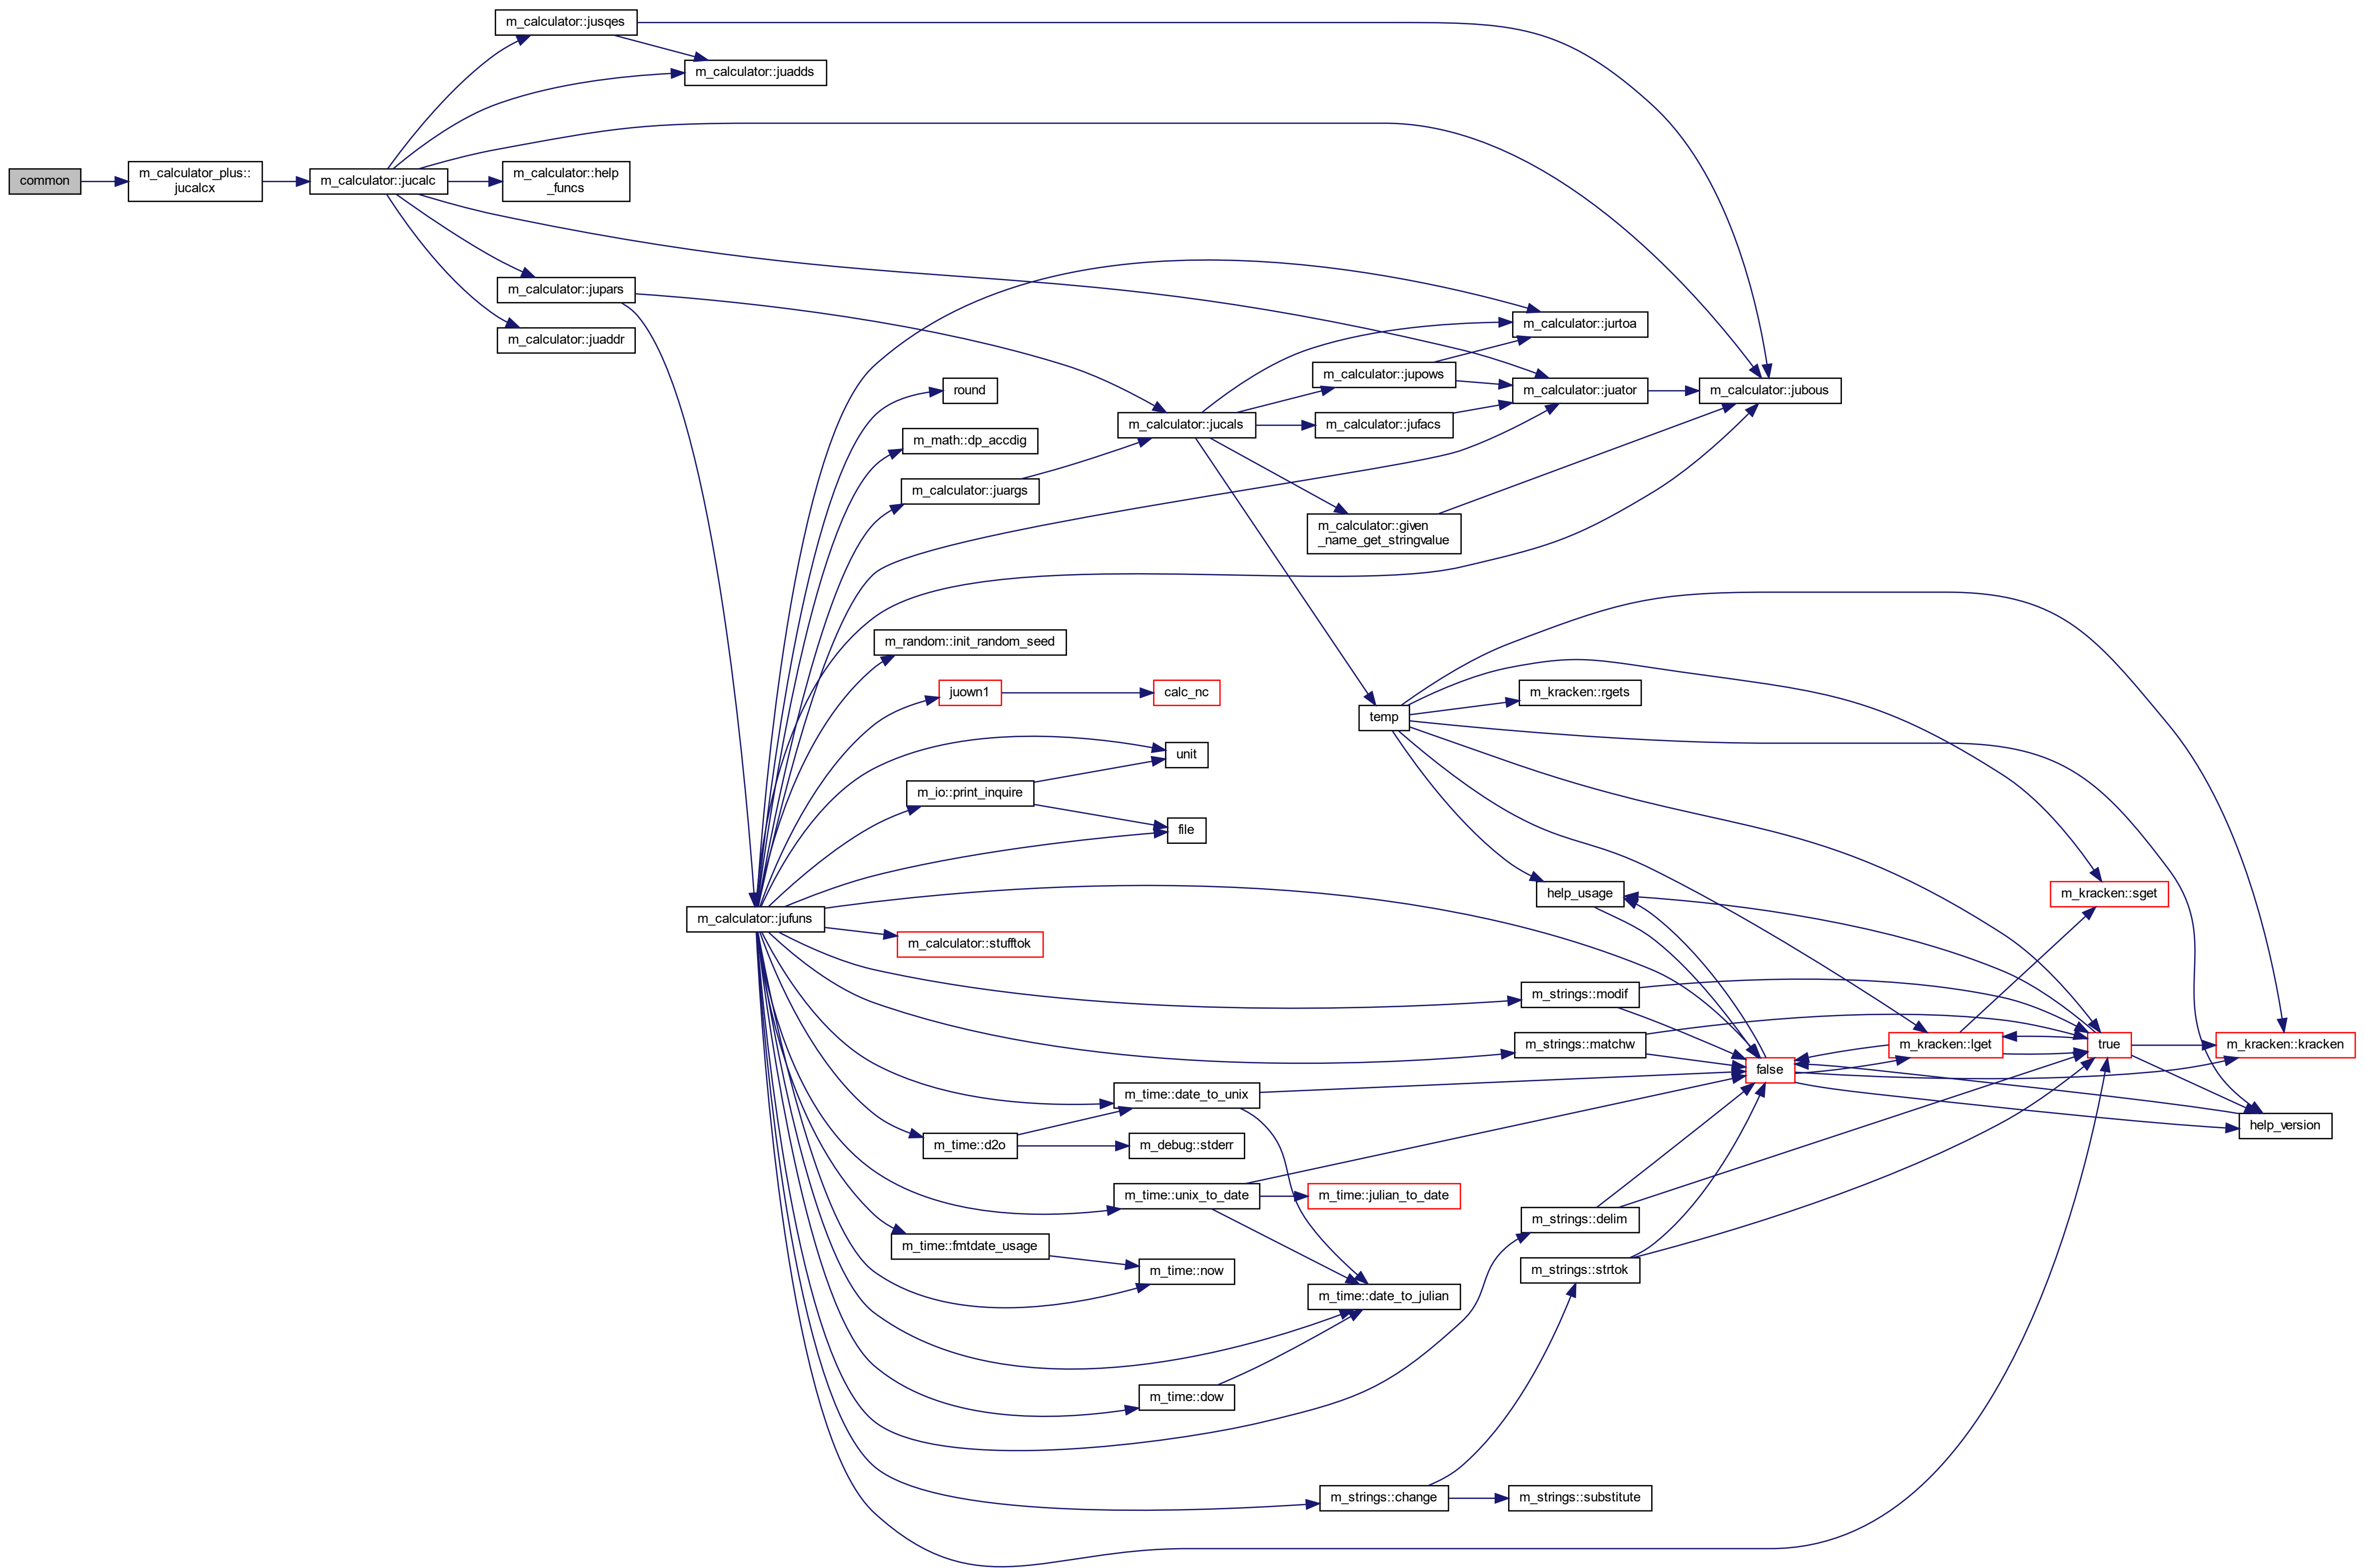 m_calculator::jusqes
m_calculator::juadds
common
m_calculator_plus::
jucalcx
m_calculator::jucalc
m_calculator::help
_funcs
m_calculator::jupars
m_calculator::juaddr
m_calculator::jurtoa
round
m_calculator::jupows
m_calculator::juator
m_calculator::jubous
m_calculator::jucals
m_calculator::jufacs
m_math::dp_accdig
m_calculator::juargs
m_calculator::given
_name_get_stringvalue
m_random::init_random_seed
juown1
calc_nc
m_kracken::rgets
temp
unit
m_io::print_inquire
file
help_usage
m_kracken::sget
m_calculator::jufuns
m_calculator::stufftok
m_strings::modif
m_strings::matchw
m_kracken::lget
true
m_kracken::kracken
false
m_time::date_to_unix
help_version
m_time::d2o
m_debug::stderr
m_time::unix_to_date
m_time::julian_to_date
m_strings::delim
m_time::fmtdate_usage
m_time::now
m_strings::strtok
m_time::date_to_julian
m_time::dow
m_strings::change
m_strings::substitute